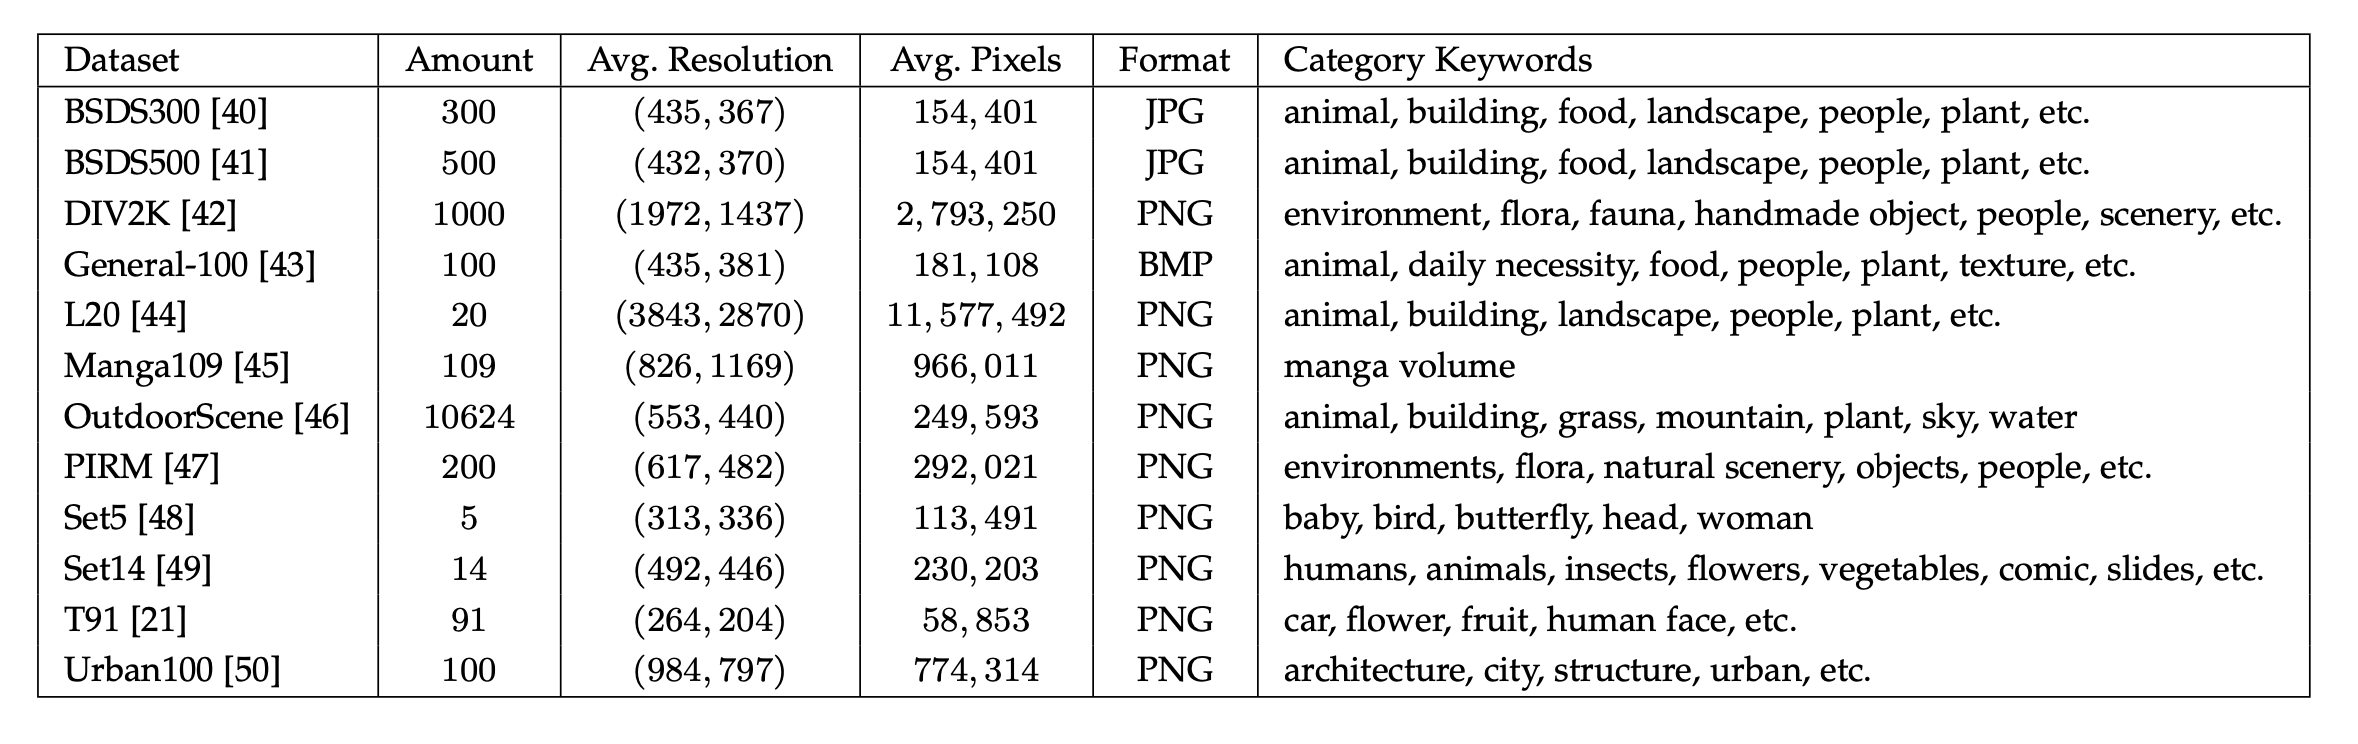 Dataset Amount Avg. Resolution Avg. Pixels Format Category Keywords
BSDS300 [40] 300 (435, 367) 154, 401 JPG animal, building, food, landscape, people, plant, etc.
BSDS500 [41] 500 (432, 370) 154, 401 JPG animal, building, food, landscape, people, plant, etc.
DIV2K [42] 1000 (1972, 1437) 2, 793, 250 PNG environment, flora, fauna, handmade object, people, scenery, etc.
General-100 [43] 100 (435, 381) 181, 108 BMP animal, daily necessity, food, people, plant, texture, etc.
L20 [44] 20 (3843, 2870) 11, 577, 492 PNG animal, building, landscape, people, plant, etc.
Manga109 [45] 109 (826, 1169) 966, 011 PNG manga volume
OutdoorScene [46] 10624 (553, 440) 249, 593 PNG animal, building, grass, mountain, plant, sky, water
PIRM [47] 200 (617, 482) 292, 021 PNG environments, flora, natural scenery, objects, people, etc.
Set5 [48] 5 (313, 336) 113, 491 PNG baby, bird, butterfly, head, woman
Set14 [49] 14 (492, 446) 230, 203 PNG humans, animals, insects, flowers, vegetables, comic, slides, etc.
T91 [21] 91 (264, 204) 58, 853 PNG car, flower, fruit, human face, etc.
Urban100 [50] 100 (984, 797) 774, 314 PNG architecture, city, structure, urban, etc.